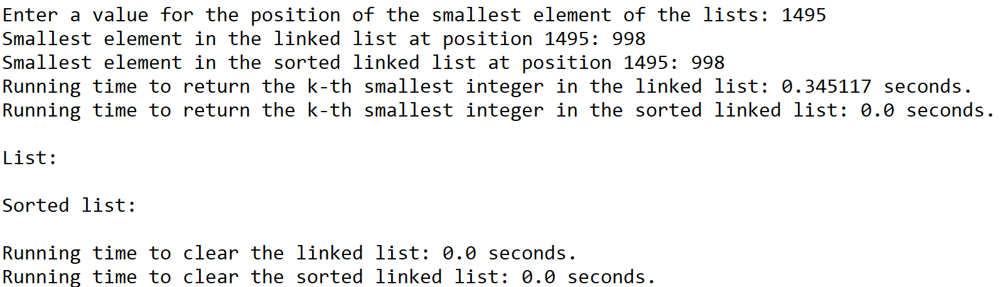 Enter a value for the position of the smallest element of the lists: 1495
Smallest element in the linked list at position 1495: 998
Smallest element in the sorted linked list at position 1495: 998
Running time to return the k-th smallest integer in the linked list: 0.345117 seconds.
Running time to return the k-th smallest integer in the sorted linked list: 0.0 seconds.
List:
Sorted list:
Running time to clear the linked list: 0.0 seconds.
Running time to clear the sorted linked list: 0.0 seconds.